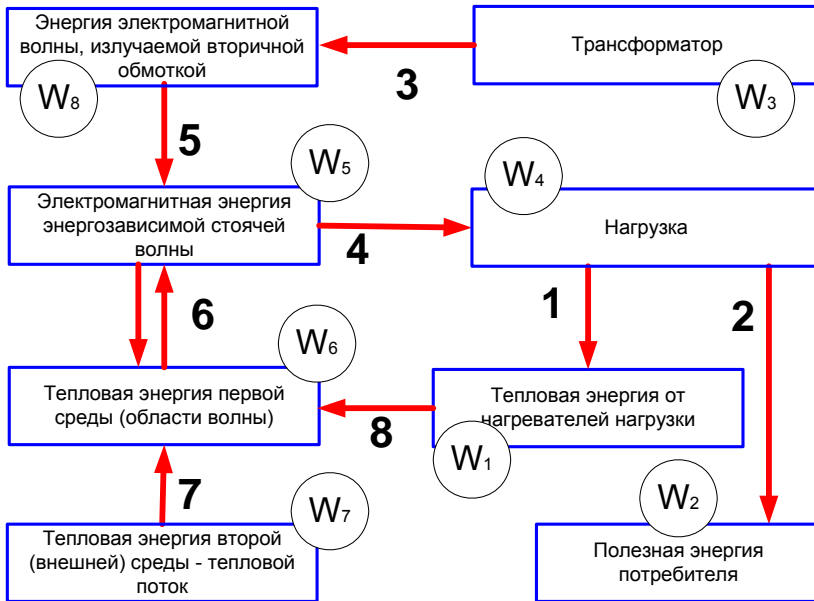 Энергия электромагнитной
волны, излучаемой вторичной
обмоткой
W8
3
Трансформатор
W3
5
W5
Электромагнитная энергия
энергозависимой стоячей
волны
4
W4
Нагрузка
6
1
2
W6
Тепловая энергия первой
среды (области волны)
8
Тепловая энергия от
нагревателей нагрузки
W1
7
W7
Тепловая энергия второй
(внешней) среды - тепловой
поток
W2
Полезная энергия
потребителя